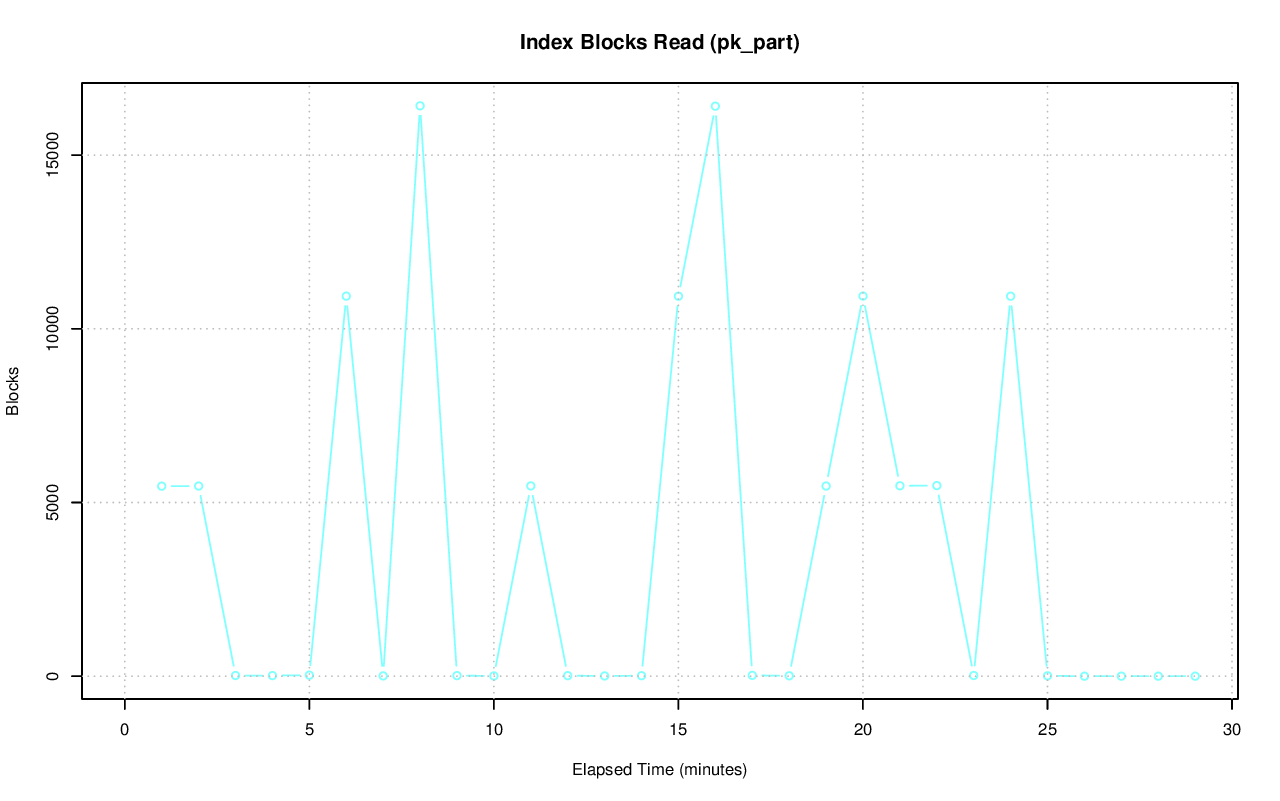 Index Blocks Read (pk_part)
Blocks
15000
10000
5000
0
0 5 10 15 20 25 30
Elapsed Time (minutes)